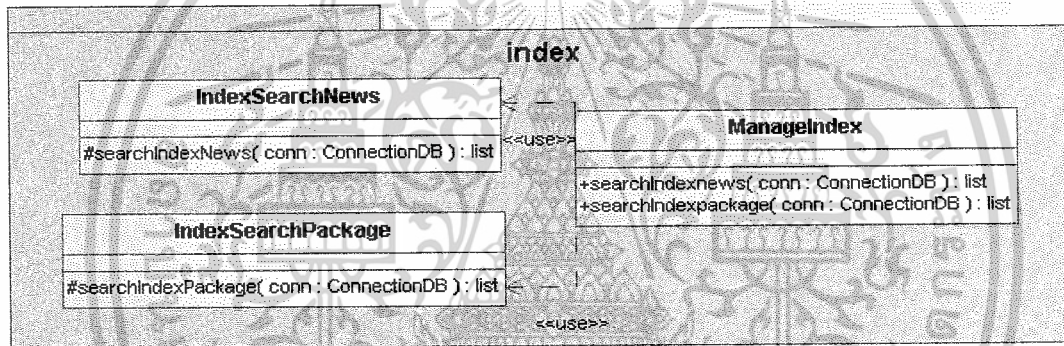 index
IndexSearchNews
#searchIndexNews( conn : ConnectionDB ) : list
<<use>>
ManageIndex
+searchIndexnews( conn : ConnectionDB ) : list
+searchIndexpackage( conn : ConnectionDB ) : list
IndexSearchPackage
#searchIndexPackage( conn : ConnectionDB ) : list
<<use>>